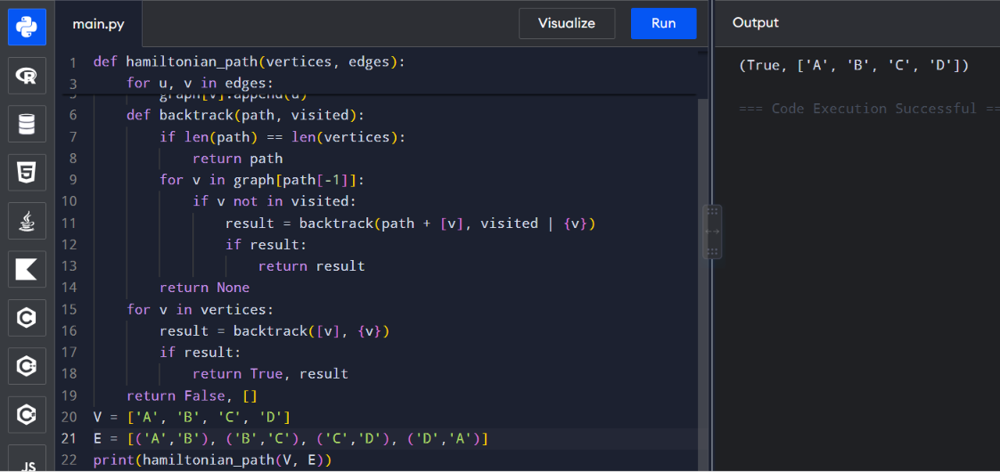 main.py
Visualize
Run
Output
1 def hamiltonian_path(vertices, edges):
3 for u, v in edges:
graph[v].append(u)
6 def backtrack(path, visited):
7 if len(path) == len(vertices):
8 return path
9 for v in graph[path[-1]]:
10 if v not in visited:
11 result = backtrack(path + [v], visited | {v})
12 if result:
13 return result
14 return None
15 for v in vertices:
16 result = backtrack([v], {v})
17 if result:
18 return True, result
19 return False, []
20 V = ['A', 'B', 'C', 'D']
21 E = [('A','B'), ('B','C'), ('C','D'), ('D','A')]
22 print(hamiltonian_path(V, E))
(True, ['A', 'B', 'C', 'D'])
=== Code Execution Successful ==
JS